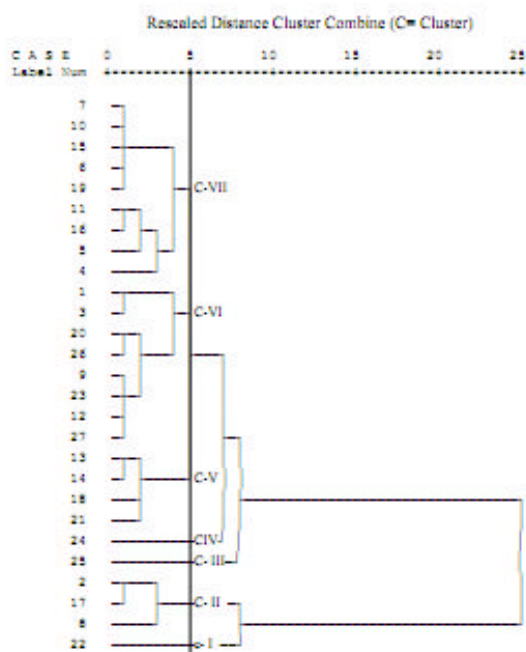 Rescaled Distance Cluster Combine (C= Cluster)
C A S E 0 5 10 15 20 25
Label Num
7
10
15
6
19 C-VII
11
16
5
4
1
3 C-VI
20
26
9
23
12
27
13
14 C-V
18
21
24 CIV
25 C- III
2
17 C- II
8
22 c- I